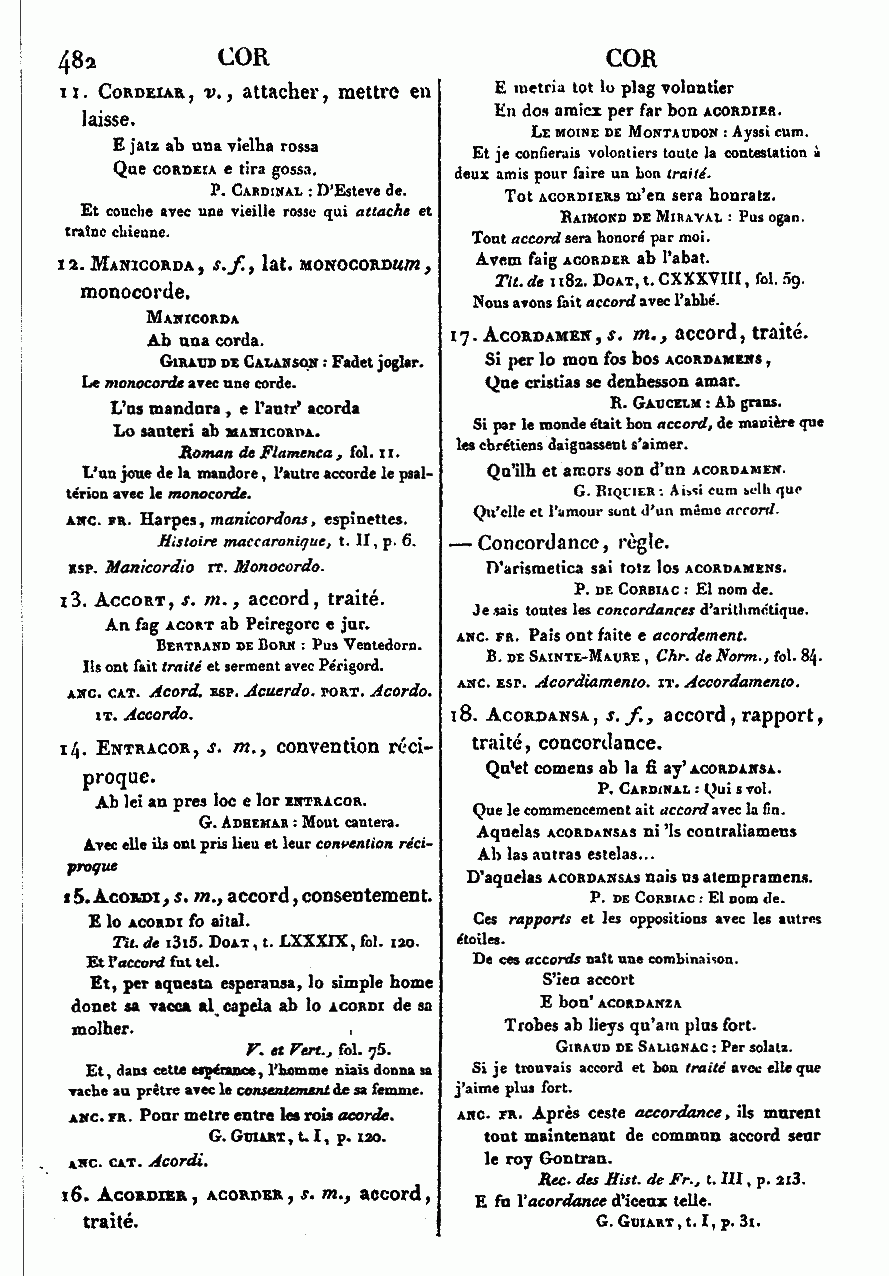 482 COR COR
11. CORDEIAR, v., attacher, mettre en
laisse.
E jatz ab una vielha rossa
Que CORDEIA e tira gossa.
P. CARDINAL : D'Esteve de.
Et couche avec une vieille rosse qui attache et
traîne chienne.
12. MANICORDA, s. f., lat. MONOCORDum,
monocorde.
MANICORDA
Ab una corda.
GIRAUD DE CALANSON : Fadet joglar.
Le monocorde avec une corde.
L'us mandura, e l'autr' acorda
Lo sauteri ab MANICORDA.
Roman de Flamenca, fol. 11.
L'un joue de la mandore, l'autre accorde le psal-
térion avec le monocorde.
ANC. FR. Harpes, manicordons, espinettes.
Histoire maccaronique, t. II, p. 6.
ESP. Manicordio IT. Monocordo.
13. ACCORT, s. m., accord, traité.
An fag ACORT ab Peiregorc e jur.
BERTRAND DE BORN : Pus Ventedorn.
Ils ont fait traité et serment avec Périgord.
ANC. CAT. Acord. ESP. Acuerdo. PORT. Acordo.
IT. Accordo.
14. ENTRACOR, s. m., convention réci-
proque.
Ab lei an pres loc e lor ENTRACOR.
G. ADHEMAR : Mout cantera.
Avec elle ils ont pris lieu et leur convention réci-
proque
15. ACORDI, s. m., accord, consentement.
E lo ACORDI fo aital.
Tit. de 1315. DOAT, t. LXXXIX, fol. 120.
Et l'accord fut tel.
Et, per aquesta esperansa, lo simple home
donet sa vacca al capela ab lo ACORDI de sa
molher.
V. et Vert., fol. 75.
Et, dans cette espérance, l'homme niais donna sa
vache au prêtre avec le consentement de sa femme.
ANC. FR. Pour metre entre les rois acorde.
G. GUIART, t. I, p. 120.
ANC. CAT. Acordi.
16. ACORDIER, ACORDER, s. m., accord,
traité.
E metria tot lo plag volontier
En dos amicx per far bon ACORDIER.
LE MOINE DE MONTAUDON : Ayssi cum.
Et je confierais volontiers toute la contestation à
deux amis pour faire un bon traité.
Tot ACORDIERS m'en sera honratz.
RAIMOND DE MIRAVAL : Pus ogan.
Tout accord sera honoré par moi.
Avem faig ACORDER ab l'abat.
Tit. de 1182. DOAT, t. CXXXVIII, fol. 59.
Nous avons fait accord avec l'abbé.
17. ACORDAMEN, s. m., accord, traité.
Si per lo mon fos bos ACORDAMENS,
Que cristias se denhesson amar.
R. GAUCELM : Ab grans.
Si par le monde était bon accord, de manière que
les chrétiens daignassent s'aimer.
Qu'ilh et amors son d'un ACORDAMEN.
G. RIQUIER : Aissi cum selh que
Qu'elle et l'amour sont d'un même accord.
— Concordance, règle.
D'arismetica sai totz los ACORDAMENS.
P. DE CORBIAC : El nom de.
Je sais toutes les concordances d'arithmétique.
ANC. FR. Pais ont faite e acordement.
B. DE SAINTE-MAURE, Chr. de Norm., fol. 84.
ANC. ESP. Acordiamento. IT. Accordamento.
18. ACORDANSA, s. f., accord, rapport,
traité, concordance.
Qu'el comens ab la fi ay' ACORDANSA.
P. CARDINAL : Qui s vol.
Que le commencement ait accord avec la fin.
Aquelas ACORDANSAS ni 'ls contraliamens
Ab las autras estelas...
D'aquelas ACORDANSAS nais us atempramens.
P. DE CORBIAC : El nom de.
Ces rapports et les oppositions avec les autres
étoiles.
De ces accords naît une combinaison.
S'ieu accort
E bon' ACORDANZA
Trobes ab lieys qu'am plus fort.
GIRAUD DE SALIGNAC : Per solatz.
Si je trouvais accord et bon traité avec elle que
j'aime plus fort.
ANC. FR. Après ceste accordance, ils murent
tout maintenant de commun accord seur
le roy Gontran.
Rec. des Hist. de Fr., t. III, p. 213.
E fu l'acordance d'iceux telle.
G. GUIART, t. I, p. 31.